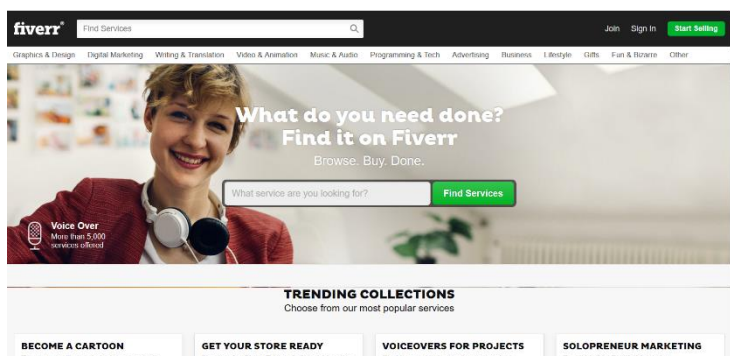 fiverr®
Find Services
Join Sign In Start Selling
Graphics & Design Digital Marketing Writing & Translation Video & Animation Music & Audio Programming & Tech Advertising Business Lifestyle Gifts Fun & Bizarre Other
What do you need done?
Find it on Fiverr
Browse. Buy. Done.
What service are you looking for? Find Services
Voice Over
More than 5,000
services offered
TRENDING COLLECTIONS
Choose from our most popular services
BECOME A CARTOON GET YOUR STORE READY VOICEOVERS FOR PROJECTS SOLOPRENEUR MARKETING